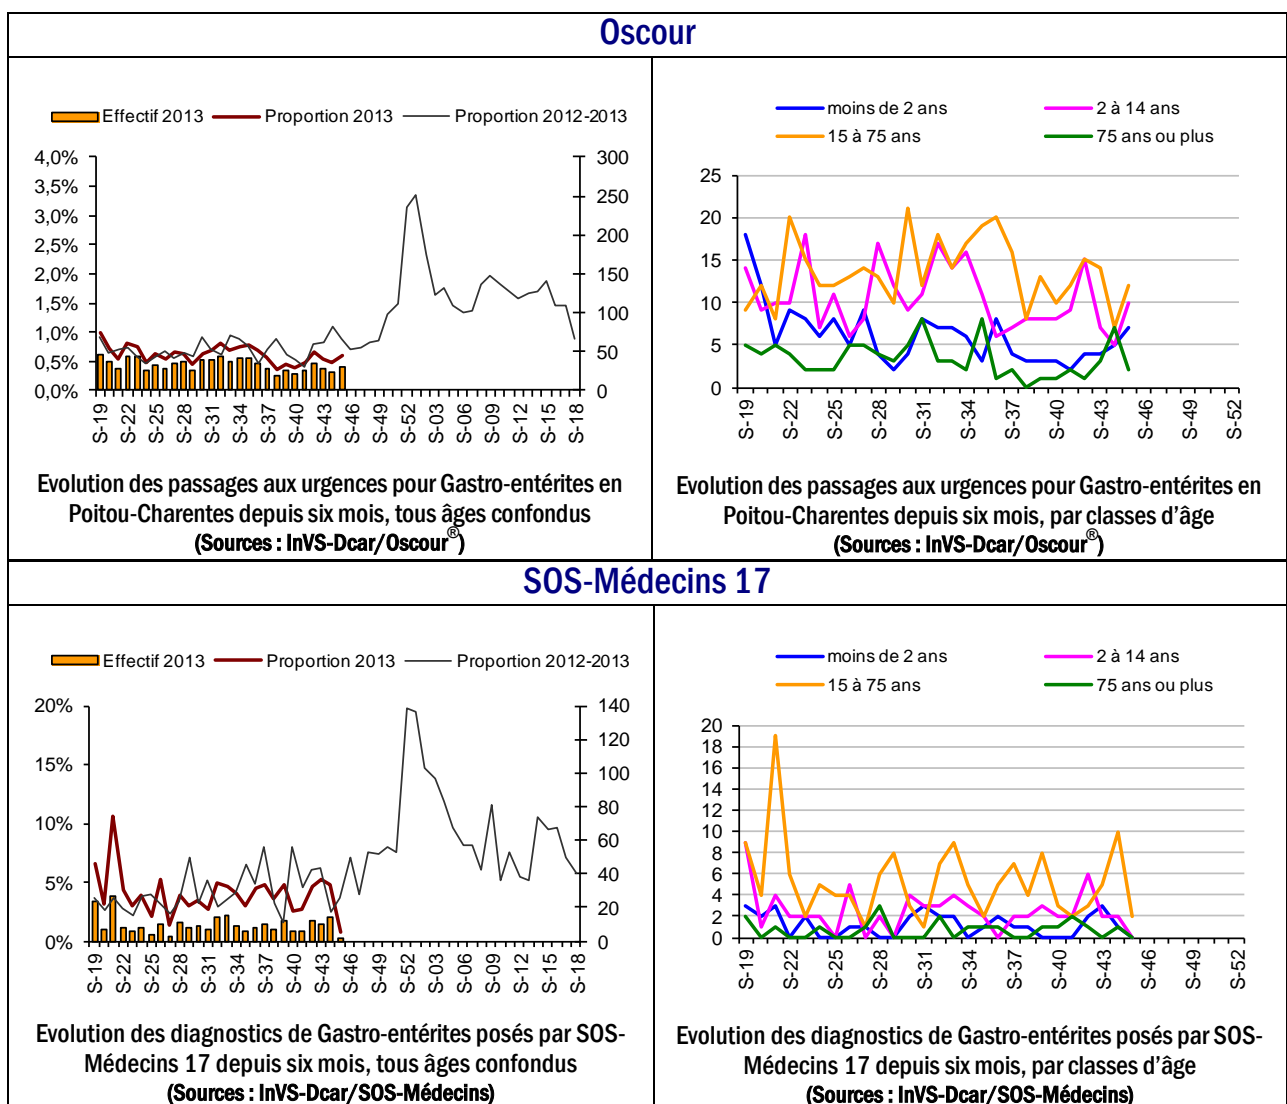 Oscour
Effectif 2013 Proportion 2013 Proportion 2012-2013
4,0%
3,5%
3,0%
2,5%
2,0%
1,5%
1,0%
0,5%
0,0%
300
250
200
150
100
50
0
S-19 S-22 S-25 S-28 S-31 S-34 S-37 S-40 S-43 S-46 S-49 S-52 S-03 S-06 S-09 S-12 S-15 S-18
Evolution des passages aux urgences pour Gastro-entérites en
Poitou-Charentes depuis six mois, tous âges confondus
(Sources : InVS-Dcar/Oscour®)
moins de 2 ans 2 à 14 ans
15 à 75 ans 75 ans ou plus
25
20
15
10
5
0
S-19 S-22 S-25 S-28 S-31 S-34 S-37 S-40 S-43 S-46 S-49 S-52
Evolution des passages aux urgences pour Gastro-entérites en
Poitou-Charentes depuis six mois, par classes d’âge
(Sources : InVS-Dcar/Oscour®)
SOS-Médecins 17
Effectif 2013 Proportion 2013 Proportion 2012-2013
20%
15%
10%
5%
0%
140
120
100
80
60
40
20
0
S-19 S-22 S-25 S-28 S-31 S-34 S-37 S-40 S-43 S-46 S-49 S-52 S-03 S-06 S-09 S-12 S-15 S-18
Evolution des diagnostics de Gastro-entérites posés par SOS-
Médecins 17 depuis six mois, tous âges confondus
(Sources : InVS-Dcar/SOS-Médecins)
moins de 2 ans 2 à 14 ans
15 à 75 ans 75 ans ou plus
20
18
16
14
12
10
8
6
4
2
0
S-19 S-22 S-25 S-28 S-31 S-34 S-37 S-40 S-43 S-46 S-49 S-52
Evolution des diagnostics de Gastro-entérites posés par SOS-
Médecins 17 depuis six mois, par classes d’âge
(Sources : InVS-Dcar/SOS-Médecins)